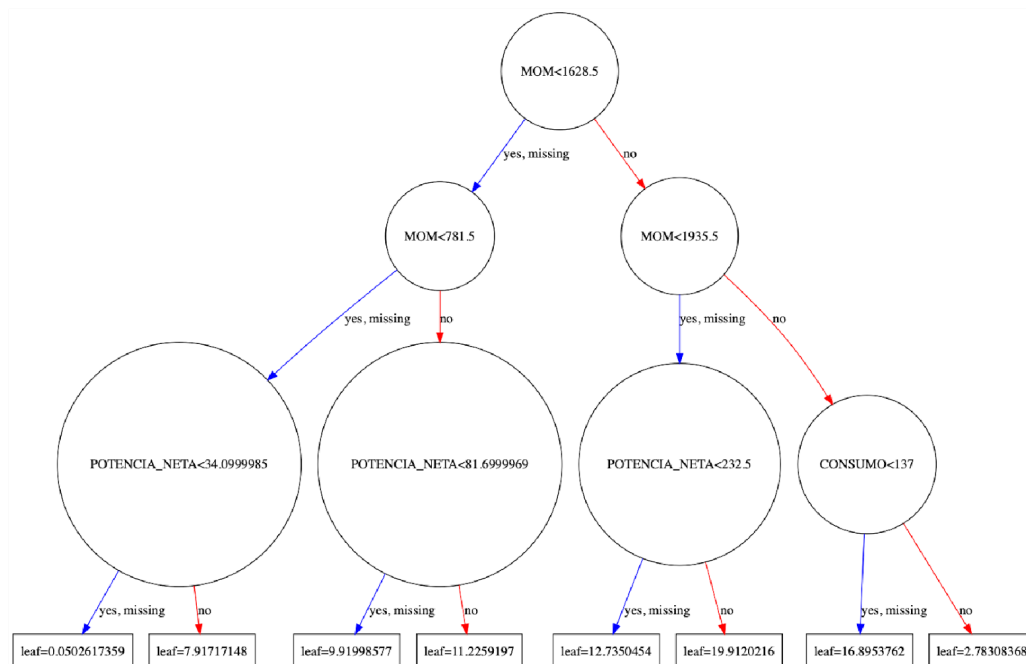 MOM<1628.5
yes, missing
no
MOM<781.5
MOM<1935.5
yes, missing
no
yes, missing
no
POTENCIA_NETA<34.0999985
POTENCIA_NETA<81.6999969
POTENCIA_NETA<232.5
CONSUMO<137
yes, missing
no
yes, missing
no
yes, missing
no
yes, missing
no
leaf=0.0502617359
leaf=7.91717148
leaf=9.91998577
leaf=11.2259197
leaf=12.7350454
leaf=19.9120216
leaf=16.8953762
leaf=2.78308368